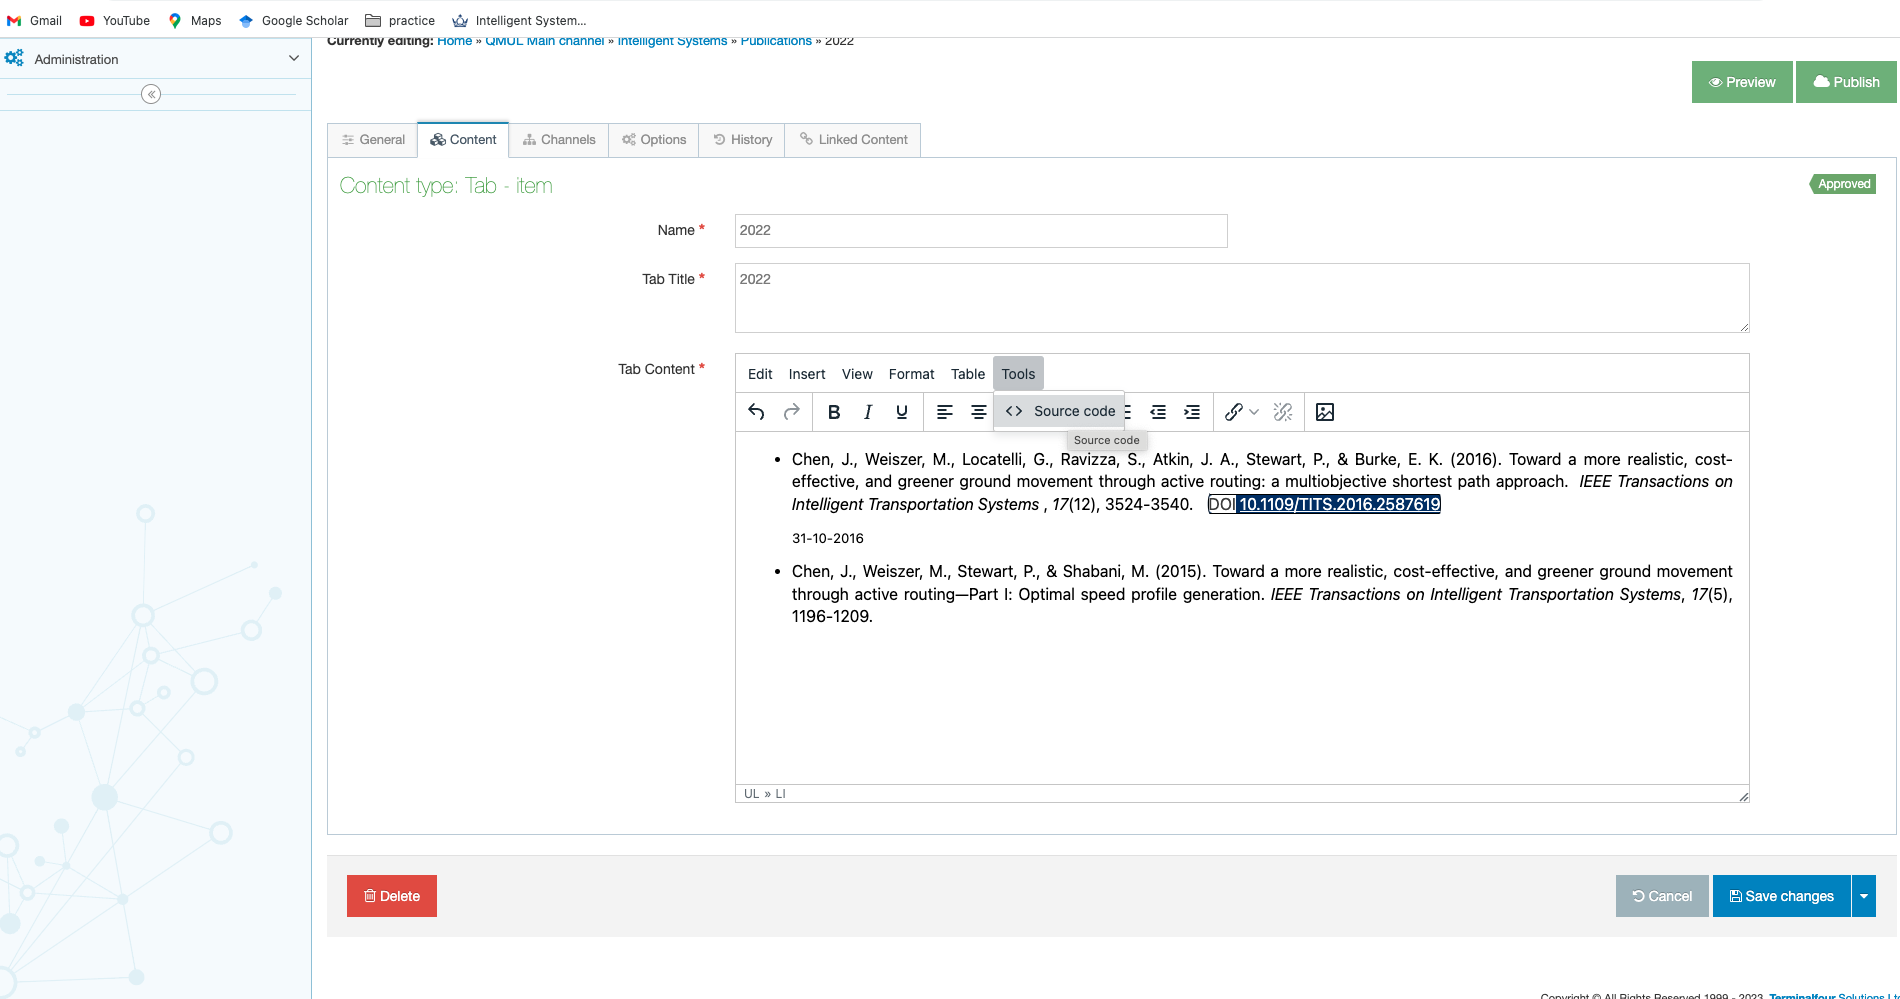 Gmail YouTube Maps Google Scholar practice Intelligent System...
Currently editing: Home » QMUL Main channel » Intelligent Systems » Publications » 2022
Administration
Preview Publish
General Content Channels Options History Linked Content
Content type: Tab - item
Approved
Name * 2022
Tab Title * 2022
Tab Content *
Edit Insert View Format Table Tools
B I U Source code
Source code
• Chen, J., Weiszer, M., Locatelli, G., Ravizza, S., Atkin, J. A., Stewart, P., & Burke, E. K. (2016). Toward a more realistic, cost-
effective, and greener ground movement through active routing: a multiobjective shortest path approach. IEEE Transactions on
Intelligent Transportation Systems , 17(12), 3524-3540. DOI 10.1109/TITS.2016.2587619
31-10-2016
• Chen, J., Weiszer, M., Stewart, P., & Shabani, M. (2015). Toward a more realistic, cost-effective, and greener ground movement
through active routing—Part I: Optimal speed profile generation. IEEE Transactions on Intelligent Transportation Systems, 17(5),
1196-1209.
UL » LI
Delete Cancel Save changes
Copyright © All Rights Reserved 1999 - 2023 Terminalfour Solutions